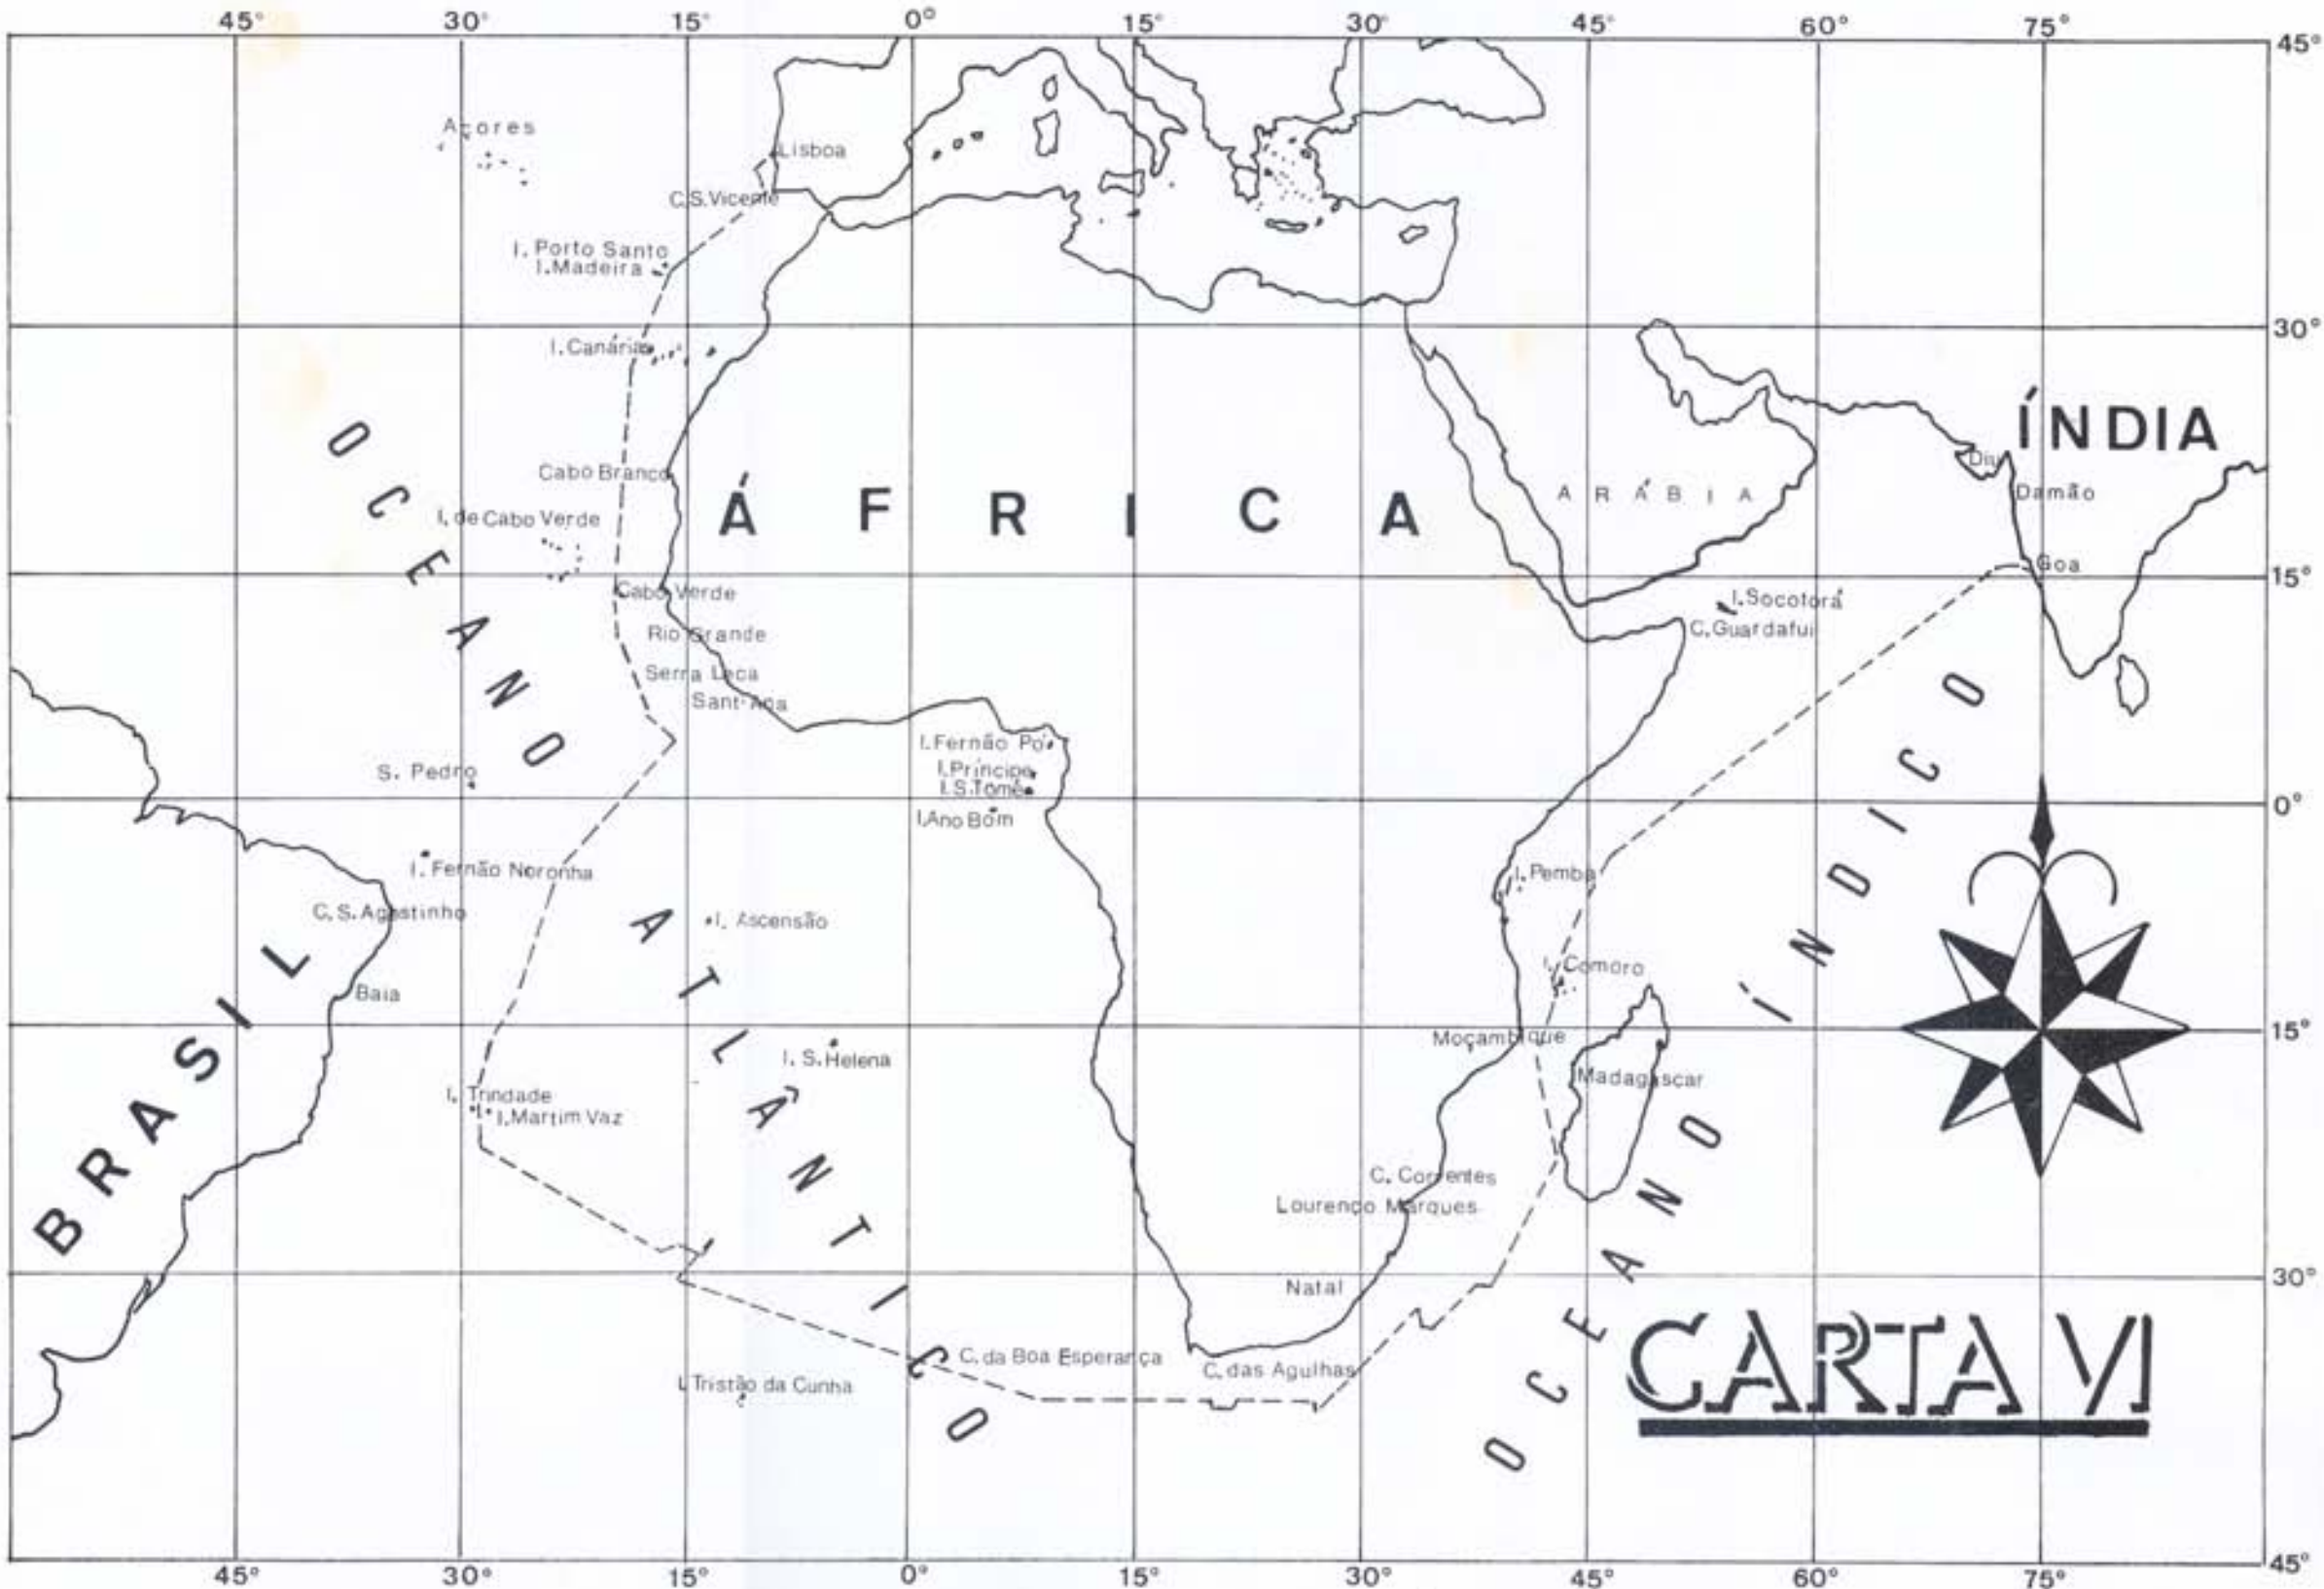 45° 30° 15° 0° 15° 30° 45° 60° 75°
45°
Açores
Lisboa
C.S.Vicente
I. Porto Santo
I.Madeira
30°
I.Canárias
ÍNDIA
Cabo Branco
Diu
ÁFRICA
ARÁBIA
Damão
I. de Cabo Verde
Goa
15°
Cabo Verde
I.Socotorá
C.Guardafui
Rio Grande
Serra Leoa
Sant'Ana
OCEANO ATLÂNTICO
I.Fernão Pó
S. Pedro
I.Príncipe
I.S.Tomé
0°
I.Ano Bom
I. Fernão Noronha
I. Pemba
C.S.Agostinho
I. Ascensão
I. Comoro
Baia
BRASIL
15°
Moçambique
I. S.Helena
Madagascar
I. Trindade
I.Martim Vaz
OCEANO ÍNDICO
C. Correntes
Lourenço Marques
30°
Natal
C.da Boa Esperança
C. das Agulhas
I.Tristão da Cunha
CARTA VI
45°
45° 30° 15° 0° 15° 30° 45° 60° 75°